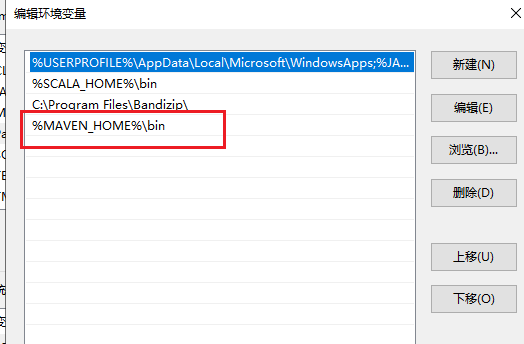 编辑环境变量
%USERPROFILE%\AppData\Local\Microsoft\WindowsApps;%JA...
%SCALA_HOME%\bin
C:\Program Files\Bandizip\
%MAVEN_HOME%\bin
新建(N)
编辑(E)
浏览(B)...
删除(D)
上移(U)
下移(O)